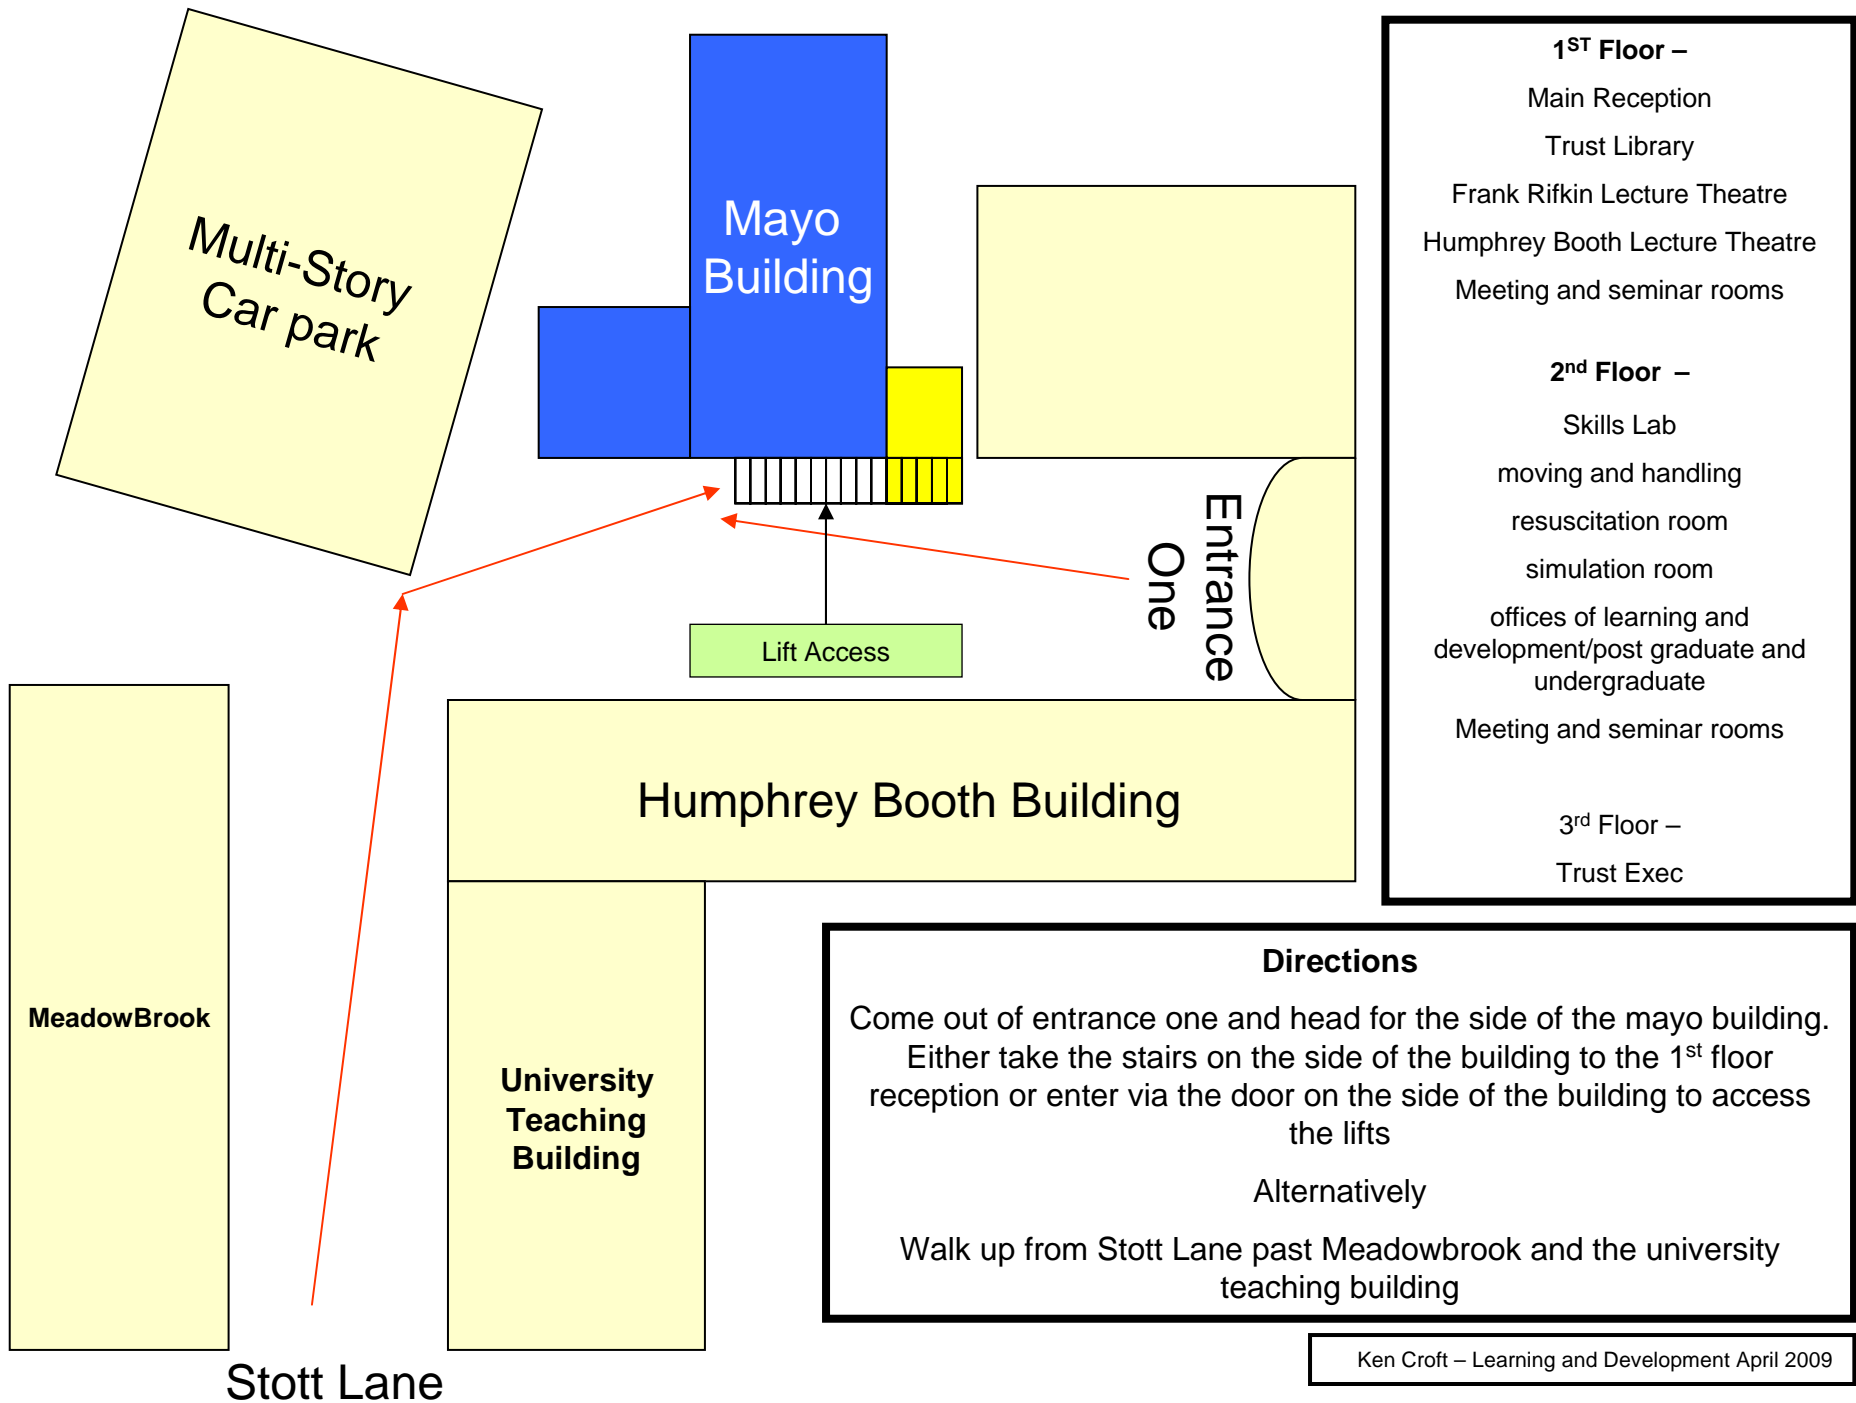 Multi-Story
Car park
Mayo
Building
Entrance
One
Lift Access
Humphrey Booth Building
MeadowBrook
University
Teaching
Building
Stott Lane
1ST Floor –
Main Reception
Trust Library
Frank Rifkin Lecture Theatre
Humphrey Booth Lecture Theatre
Meeting and seminar rooms
2nd Floor –
Skills Lab
moving and handling
resuscitation room
simulation room
offices of learning and
development/post graduate and
undergraduate
Meeting and seminar rooms
3rd Floor –
Trust Exec
Directions
Come out of entrance one and head for the side of the mayo building.
Either take the stairs on the side of the building to the 1st floor
reception or enter via the door on the side of the building to access
the lifts
Alternatively
Walk up from Stott Lane past Meadowbrook and the university
teaching building
Ken Croft – Learning and Development April 2009